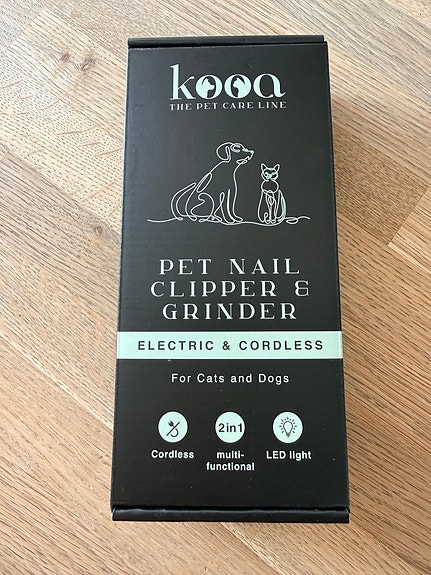 kooa
THE PET CARE LINE
PET NAIL
CLIPPER &
GRINDER
ELECTRIC & CORDLESS
For Cats and Dogs
2in1
Cordless
multi-
functional
LED light